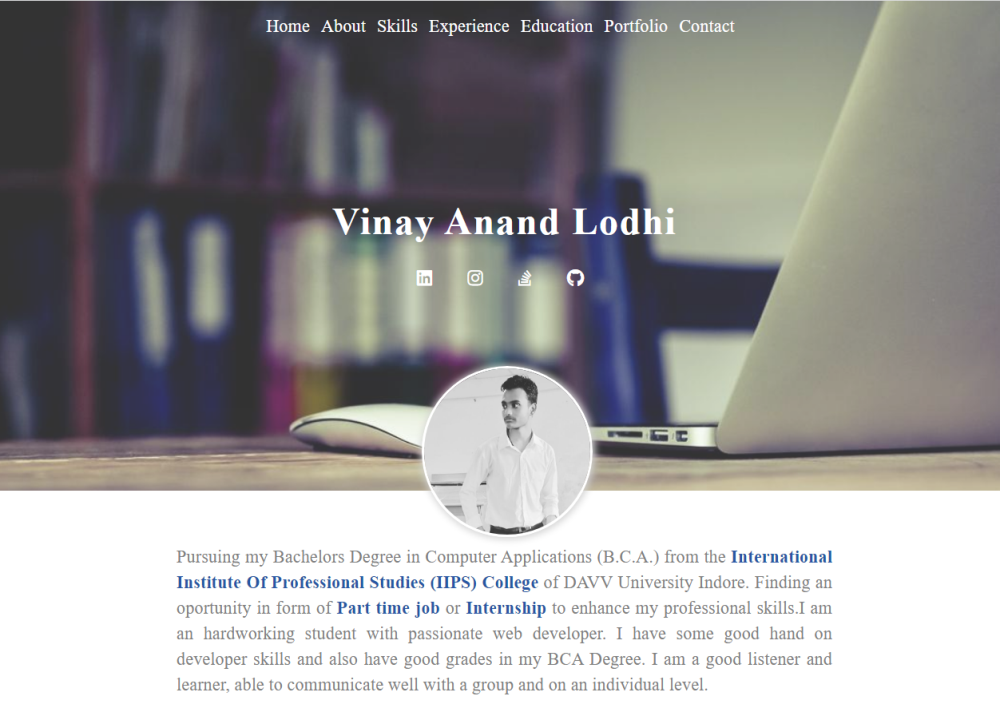 Home About Skills Experience Education Portfolio Contact
Vinay Anand Lodhi
in
Pursuing my Bachelors Degree in Computer Applications (B.C.A.) from the International
Institute Of Professional Studies (IIPS) College of DAVV University Indore. Finding an
oportunity in form of Part time job or Internship to enhance my professional skills.I am
an hardworking student with passionate web developer. I have some good hand on
developer skills and also have good grades in my BCA Degree. I am a good listener and
learner, able to communicate well with a group and on an individual level.